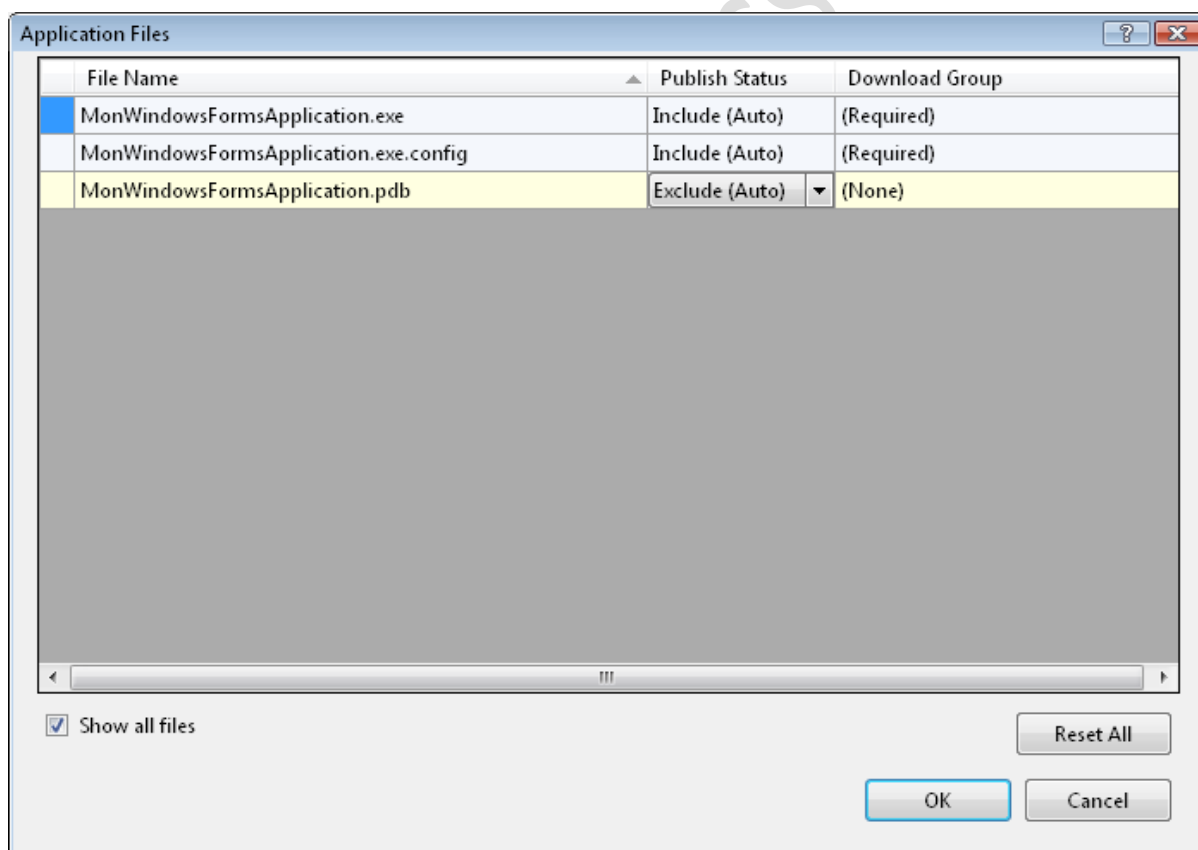 Application Files
File Name Publish Status Download Group
MonWindowsFormsApplication.exe Include (Auto) (Required)
MonWindowsFormsApplication.exe.config Include (Auto) (Required)
MonWindowsFormsApplication.pdb Exclude (Auto) (None)
Show all files
Reset All
OK Cancel